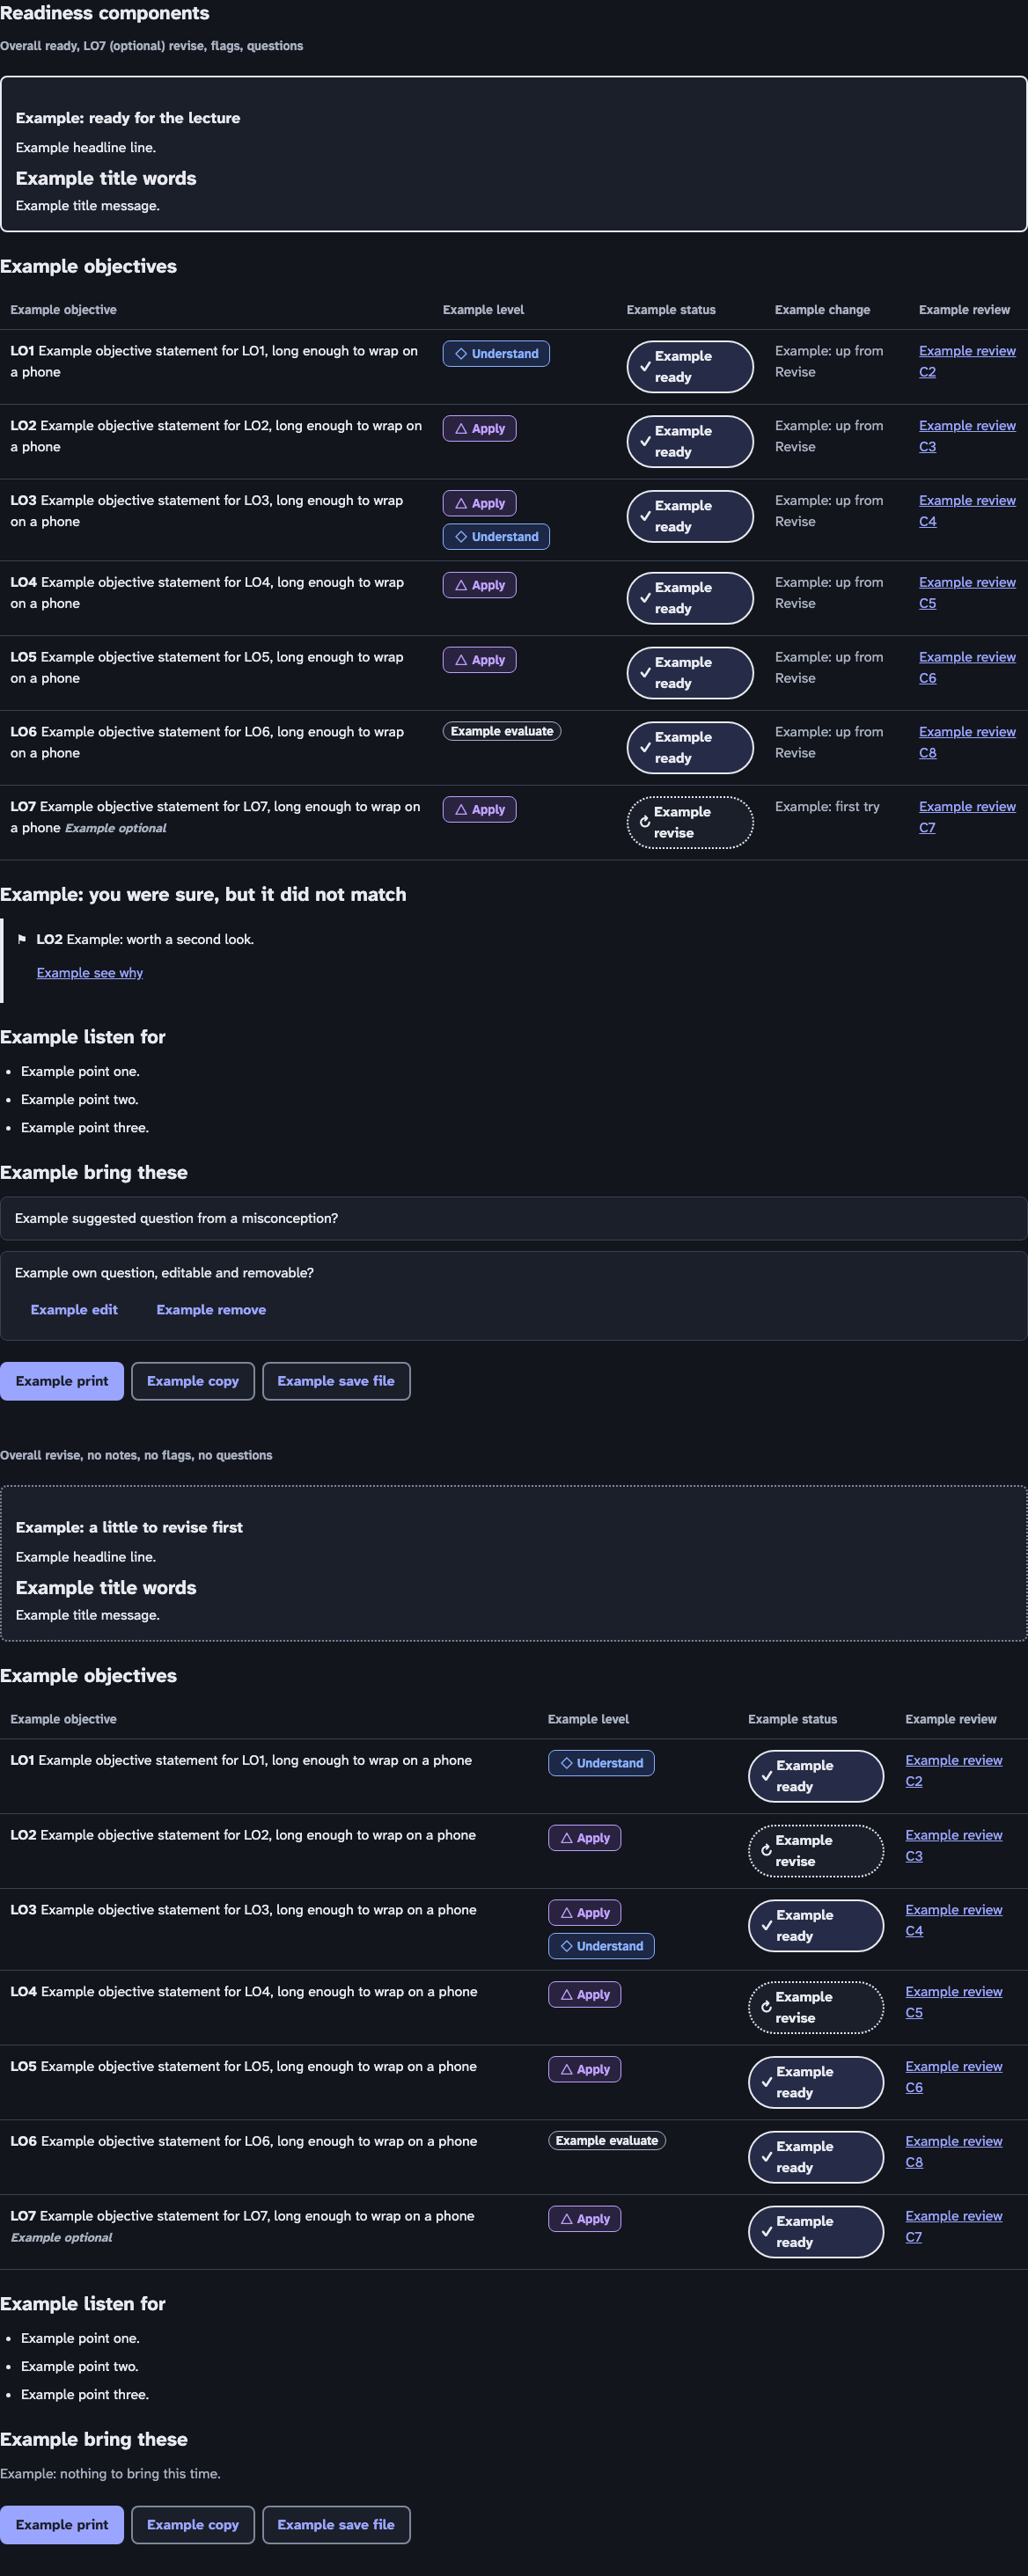 Readiness components
Overall ready, LO7 (optional) revise, flags, questions
Example: ready for the lecture
Example headline line.
Example title words
Example title message.
Example objectives
Example objective Example level Example status Example change Example review
LO1 Example objective statement for LO1, long enough to wrap on
a phone
Understand
Example
ready
Example: up from
Revise
Example review
C2
LO2 Example objective statement for LO2, long enough to wrap on
a phone
Apply
Example
ready
Example: up from
Revise
Example review
C3
LO3 Example objective statement for LO3, long enough to wrap
on a phone
Apply
Understand
Example
ready
Example: up from
Revise
Example review
C4
LO4 Example objective statement for LO4, long enough to wrap
on a phone
Apply
Example
ready
Example: up from
Revise
Example review
C5
LO5 Example objective statement for LO5, long enough to wrap
on a phone
Apply
Example
ready
Example: up from
Revise
Example review
C6
LO6 Example objective statement for LO6, long enough to wrap
on a phone
Example evaluate
Example
ready
Example: up from
Revise
Example review
C8
LO7 Example objective statement for LO7, long enough to wrap on
a phone Example optional
Apply
Example
revise
Example: first try
Example review
C7
Example: you were sure, but it did not match
LO2 Example: worth a second look.
Example see why
Example listen for
Example point one.
Example point two.
Example point three.
Example bring these
Example suggested question from a misconception?
Example own question, editable and removable?
Example edit Example remove
Example print Example copy Example save file
Overall revise, no notes, no flags, no questions
Example: a little to revise first
Example headline line.
Example title words
Example title message.
Example objectives
Example objective Example level Example status Example review
LO1 Example objective statement for LO1, long enough to wrap on a phone
Understand
Example
ready
Example review
C2
LO2 Example objective statement for LO2, long enough to wrap on a phone
Apply
Example
revise
Example review
C3
LO3 Example objective statement for LO3, long enough to wrap on a phone
Apply
Understand
Example
ready
Example review
C4
LO4 Example objective statement for LO4, long enough to wrap on a phone
Apply
Example
revise
Example review
C5
LO5 Example objective statement for LO5, long enough to wrap on a phone
Apply
Example
ready
Example review
C6
LO6 Example objective statement for LO6, long enough to wrap on a phone
Example evaluate
Example
ready
Example review
C8
LO7 Example objective statement for LO7, long enough to wrap on a phone
Example optional
Apply
Example
ready
Example review
C7
Example listen for
Example point one.
Example point two.
Example point three.
Example bring these
Example: nothing to bring this time.
Example print Example copy Example save file